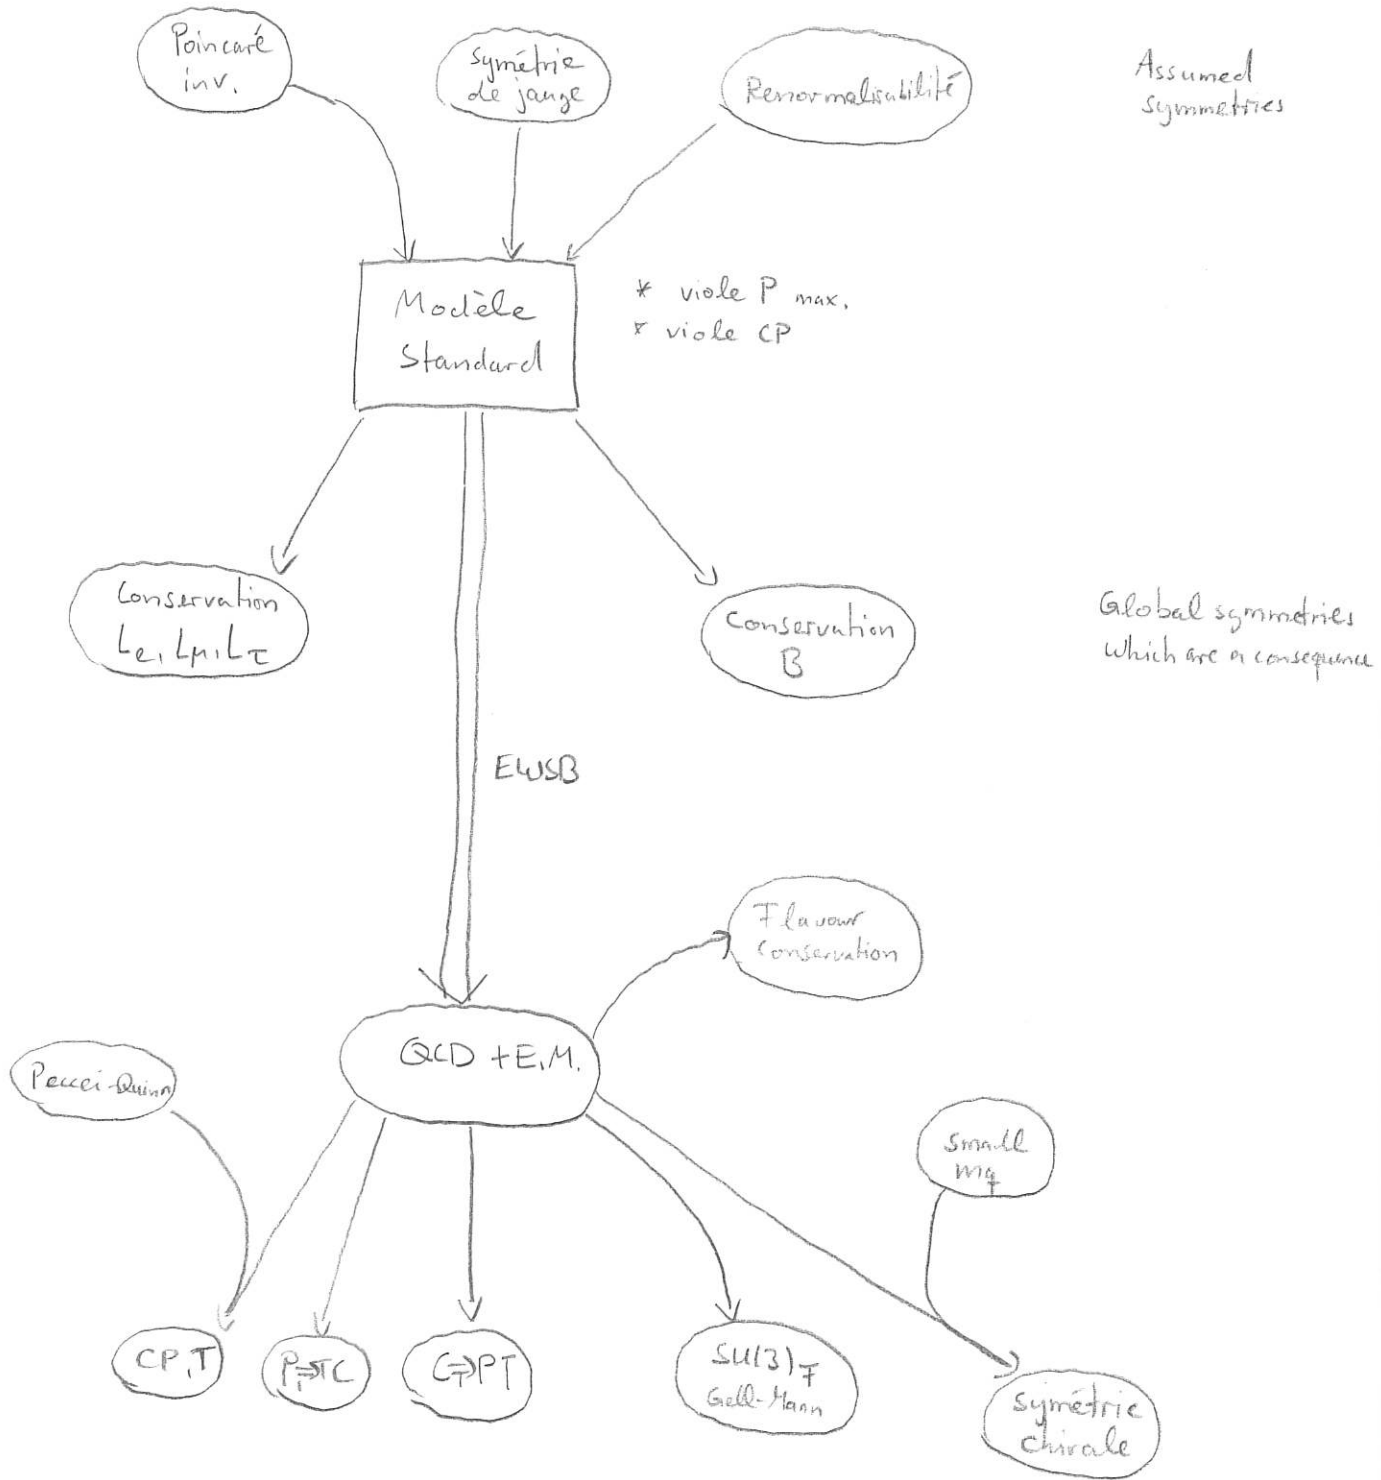 Poincaré
inv.
Symétrie
de jauge
Renormalisabilité
Assumed
symmetries
Modèle
Standard
* viole P max.
* viole CP
Conservation
Le, Lμ, Lτ
Conservation
B
Global symmetries
which are a consequence
EWSB
Flavour
Conservation
QCD + E.M.
Peccei-Quinn
small
mq
CP, T
P⇒TC
C⇒PT
SU(3)F
Gell-Mann
Symétrie
chirale